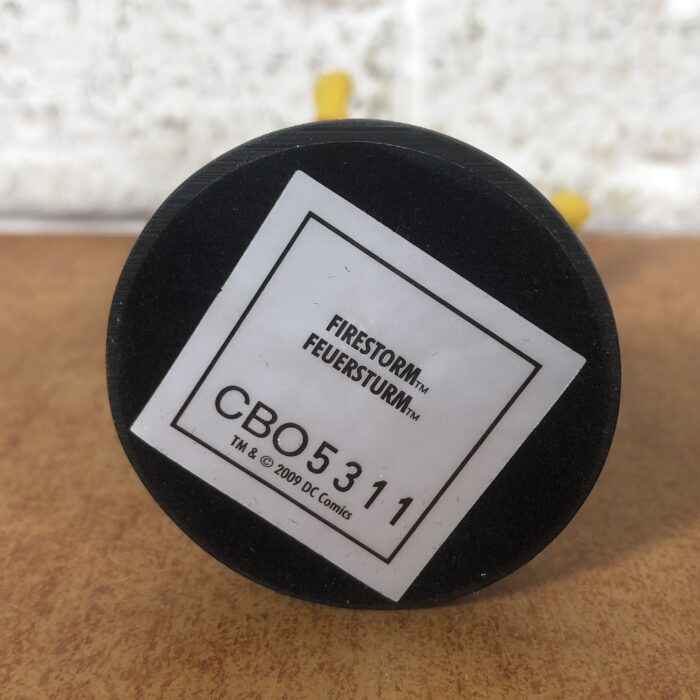 FIRESTORM™
FEUERSTURM™
CBO5311
TM & © 2009 DC Comics